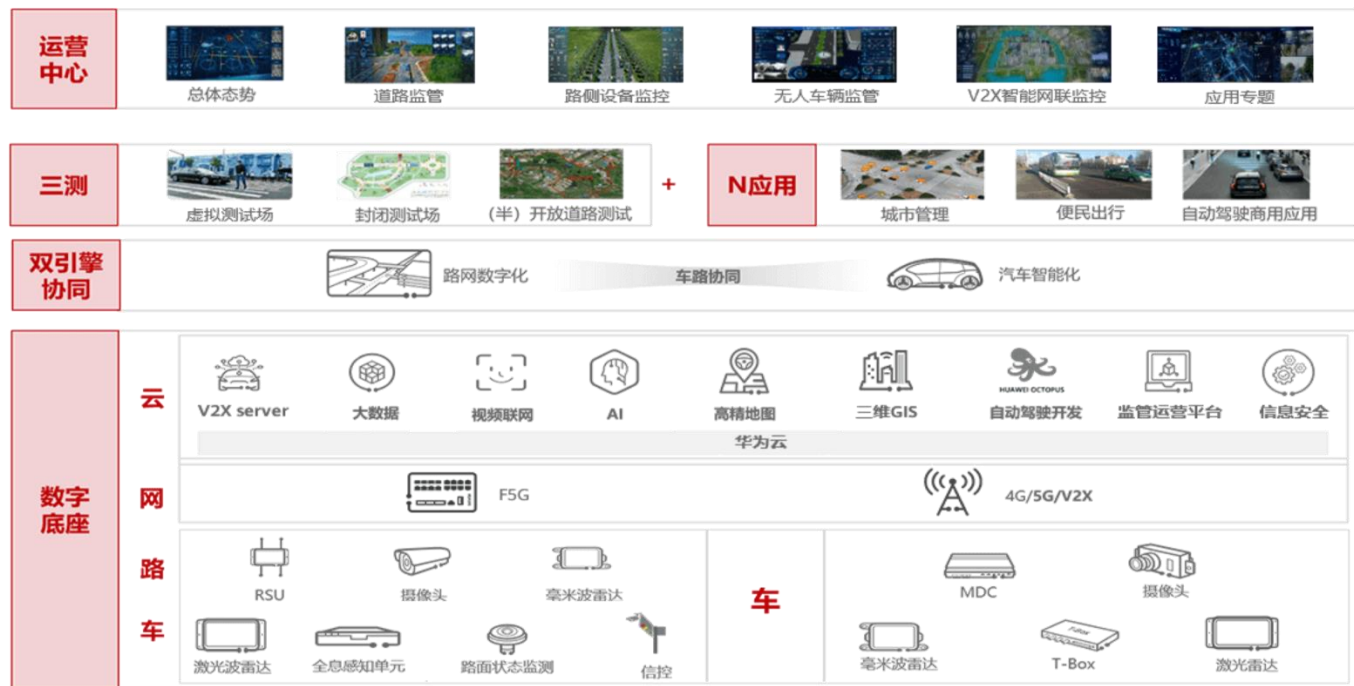 运营
中心
总体态势
道路监管
路侧设备监控
无人车辆监管
V2X智能网联监控
应用专题
三测
虚拟测试场
封闭测试场
（半）开放道路测试
+
N应用
城市管理
便民出行
自动驾驶商用应用
双引擎
协同
路网数字化
车路协同
汽车智能化
数字
底座
云
V2X server
大数据
视频联网
AI
高精地图
三维GIS
HUAWEI OCTOPUS
自动驾驶开发
监管运营平台
信息安全
华为云
网
F5G
4G/5G/V2X
路
车
RSU
摄像头
毫米波雷达
激光波雷达
全息感知单元
路面状态监测
信控
车
MDC
摄像头
毫米波雷达
T-Box
T-Box
激光雷达